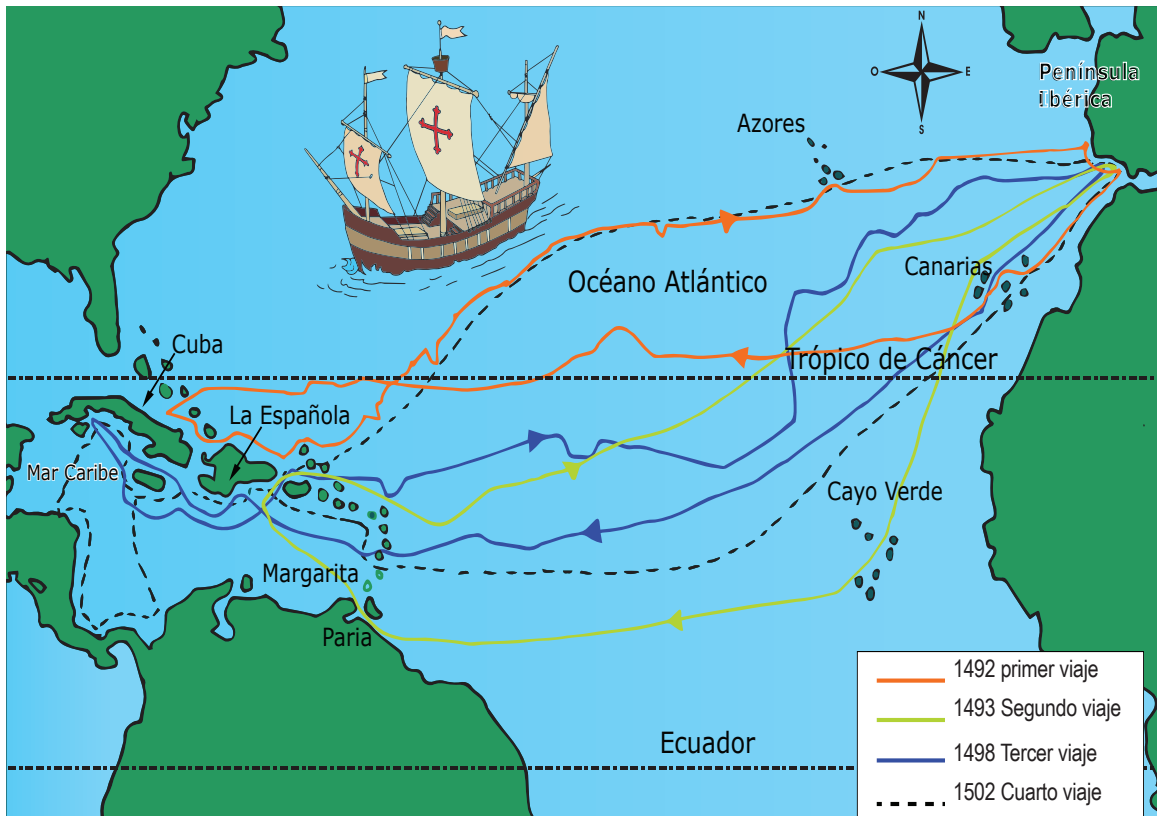 N
O
E
S
Península
Ibérica
Azores
Océano Atlántico
Canarias
Cuba
Trópico de Cáncer
La Española
Mar Caribe
Cayo Verde
Margarita
Paria
Ecuador
1492 primer viaje
1493 Segundo viaje
1498 Tercer viaje
1502 Cuarto viaje